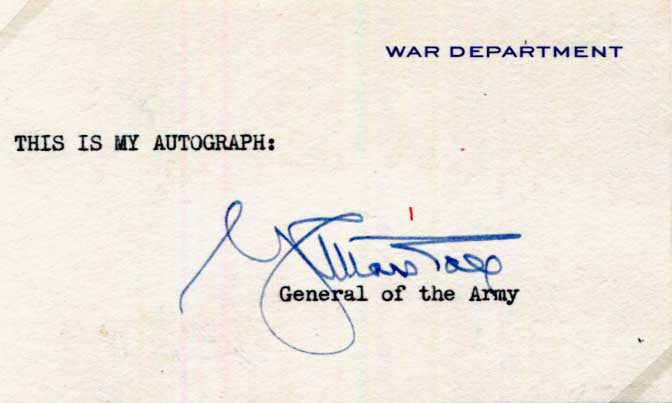 WAR DEPARTMENT
THIS IS MY AUTOGRAPH:
General of the Army